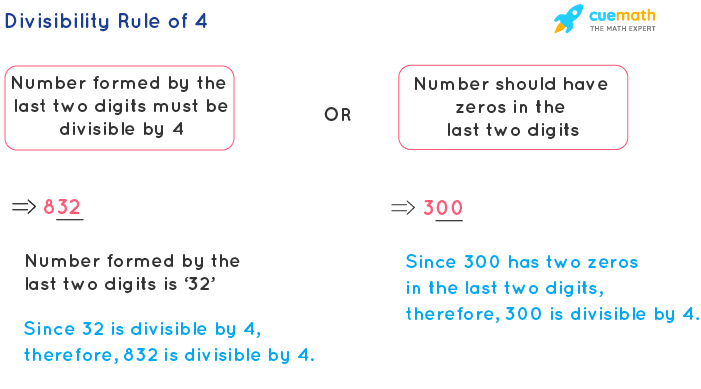 Divisibility Rule of 4
cuemath
THE MATH EXPERT
Number formed by the
last two digits must be
divisible by 4
OR
Number should have
zeros in the
last two digits
⇒ 832
Number formed by the
last two digits is ‘32’
Since 32 is divisible by 4,
therefore, 832 is divisible by 4.
⇒ 300
Since 300 has two zeros
in the last two digits,
therefore, 300 is divisible by 4.